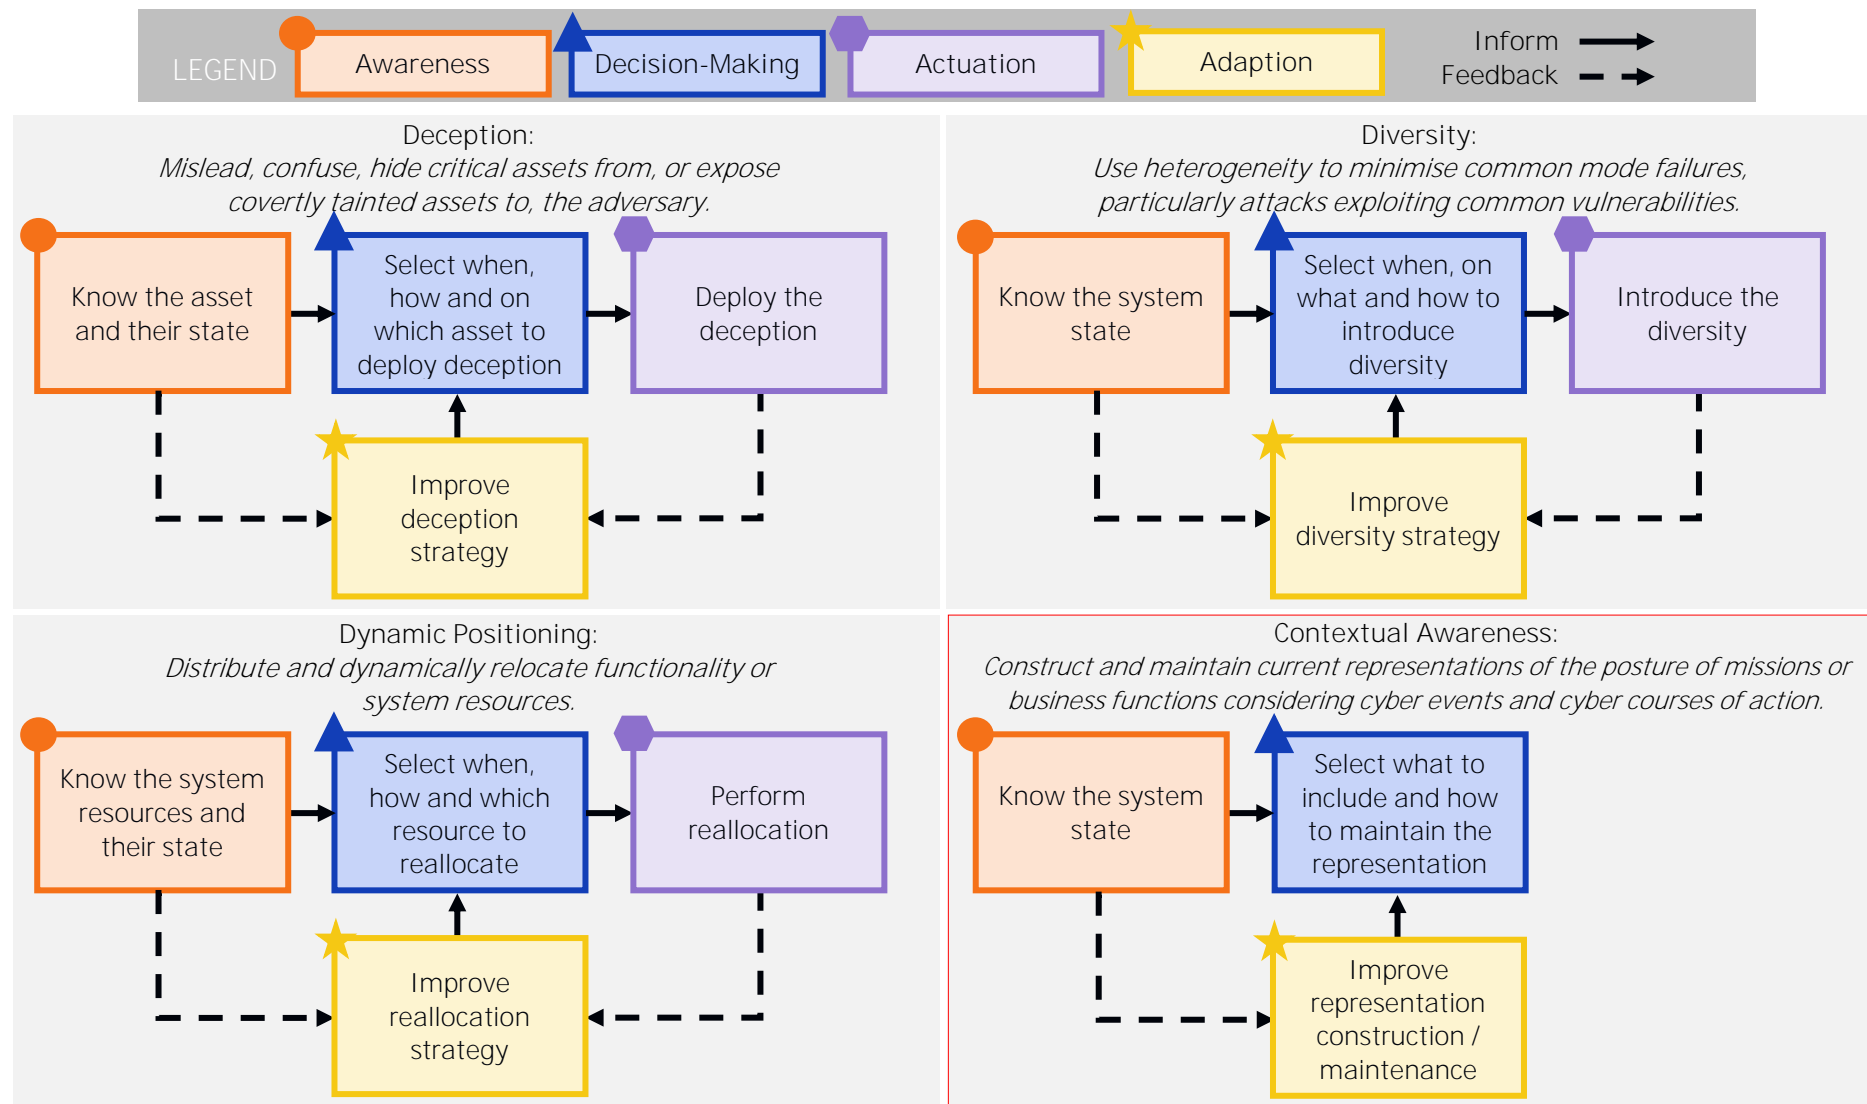 LEGEND
Awareness
Decision-Making
Actuation
Adaption
Inform
Feedback
Deception:
Mislead, confuse, hide critical assets from, or expose
covertly tainted assets to, the adversary.
Know the asset
and their state
Select when,
how and on
which asset to
deploy deception
Deploy the
deception
Improve
deception
strategy
Diversity:
Use heterogeneity to minimise common mode failures,
particularly attacks exploiting common vulnerabilities.
Know the system
state
Select when, on
what and how to
introduce
diversity
Introduce the
diversity
Improve
diversity strategy
Dynamic Positioning:
Distribute and dynamically relocate functionality or
system resources.
Know the system
resources and
their state
Select when,
how and which
resource to
reallocate
Perform
reallocation
Improve
reallocation
strategy
Contextual Awareness:
Construct and maintain current representations of the posture of missions or
business functions considering cyber events and cyber courses of action.
Know the system
state
Select what to
include and how
to maintain the
representation
Improve
representation
construction /
maintenance